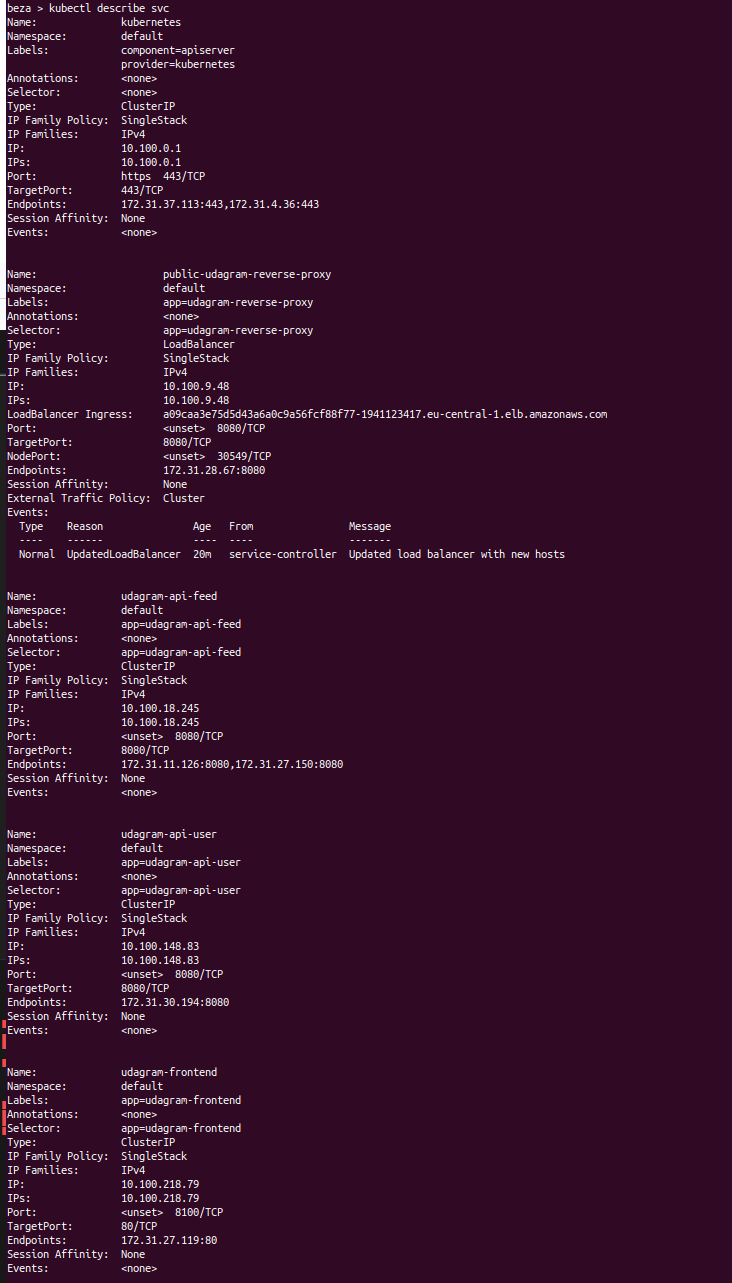 beza > kubectl describe svc
Name:              kubernetes
Namespace:         default
Labels:            component=apiserver
                   provider=kubernetes
Annotations:       <none>
Selector:          <none>
Type:              ClusterIP
IP Family Policy:  SingleStack
IP Families:       IPv4
IP:                10.100.0.1
IPs:               10.100.0.1
Port:              https  443/TCP
TargetPort:        443/TCP
Endpoints:         172.31.37.113:443,172.31.4.36:443
Session Affinity:  None
Events:            <none>

Name:                     public-udagram-reverse-proxy
Namespace:                default
Labels:                   app=udagram-reverse-proxy
Annotations:              <none>
Selector:                 app=udagram-reverse-proxy
Type:                     LoadBalancer
IP Family Policy:         SingleStack
IP Families:              IPv4
IP:                       10.100.9.48
IPs:                      10.100.9.48
LoadBalancer Ingress:     a09caa3e75d5d43a6a0c9a56fcf88f77-1941123417.eu-central-1.elb.amazonaws.com
Port:                     <unset>  8080/TCP
TargetPort:               8080/TCP
NodePort:                 <unset>  30549/TCP
Endpoints:                172.31.28.67:8080
Session Affinity:         None
External Traffic Policy:  Cluster
Events:
  Type    Reason               Age   From                Message
  ----    ------               ----  ----                -------
  Normal  UpdatedLoadBalancer  20m   service-controller  Updated load balancer with new hosts

Name:              udagram-api-feed
Namespace:         default
Labels:            app=udagram-api-feed
Annotations:       <none>
Selector:          app=udagram-api-feed
Type:              ClusterIP
IP Family Policy:  SingleStack
IP Families:       IPv4
IP:                10.100.18.245
IPs:               10.100.18.245
Port:              <unset>  8080/TCP
TargetPort:        8080/TCP
Endpoints:         172.31.11.126:8080,172.31.27.150:8080
Session Affinity:  None
Events:            <none>

Name:              udagram-api-user
Namespace:         default
Labels:            app=udagram-api-user
Annotations:       <none>
Selector:          app=udagram-api-user
Type:              ClusterIP
IP Family Policy:  SingleStack
IP Families:       IPv4
IP:                10.100.148.83
IPs:               10.100.148.83
Port:              <unset>  8080/TCP
TargetPort:        8080/TCP
Endpoints:         172.31.30.194:8080
Session Affinity:  None
Events:            <none>

Name:              udagram-frontend
Namespace:         default
Labels:            app=udagram-frontend
Annotations:       <none>
Selector:          app=udagram-frontend
Type:              ClusterIP
IP Family Policy:  SingleStack
IP Families:       IPv4
IP:                10.100.218.79
IPs:               10.100.218.79
Port:              <unset>  8100/TCP
TargetPort:        80/TCP
Endpoints:         172.31.27.119:80
Session Affinity:  None
Events:            <none>